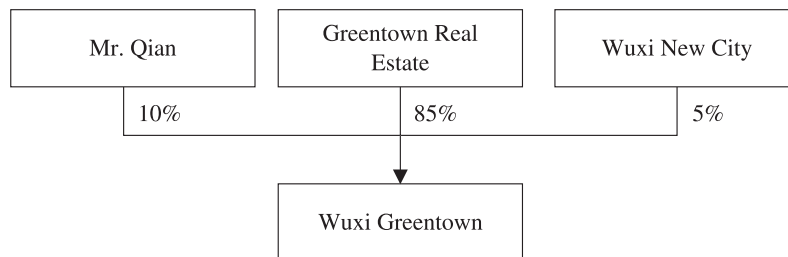 Mr. Qian
Greentown Real
Estate
Wuxi New City
10%
85%
5%
Wuxi Greentown